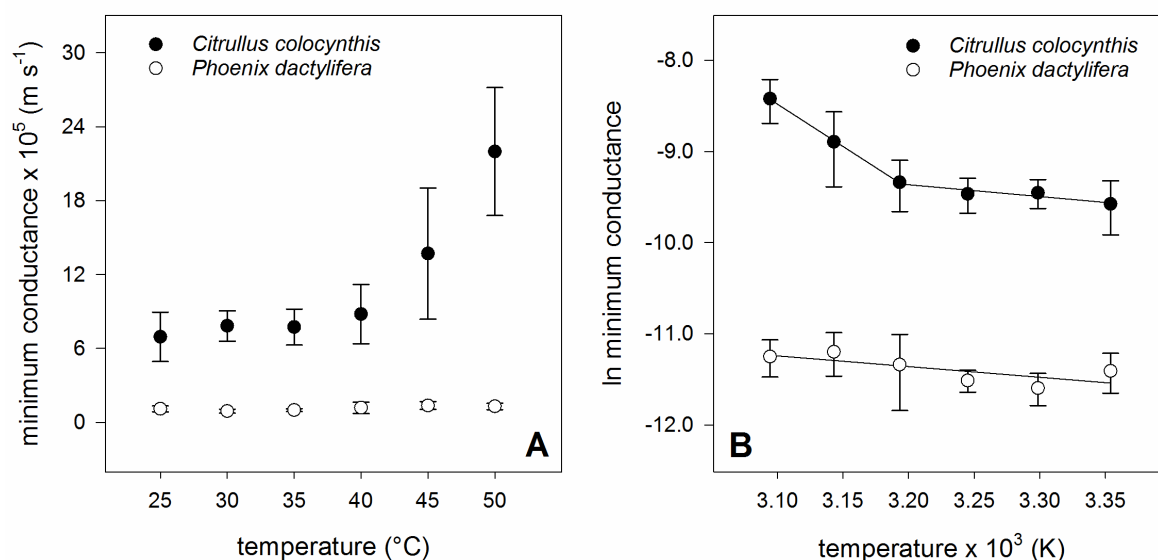 Citrullus colocynthis
Phoenix dactylifera
minimum conductance x 10⁵ (m s⁻¹)
30
24
18
12
6
0
A
25 30 35 40 45 50
temperature (°C)
Citrullus colocynthis
Phoenix dactylifera
ln minimum conductance
-8.0
-9.0
-10.0
-11.0
-12.0
B
3.10 3.15 3.20 3.25 3.30 3.35
temperature x 10³ (K)